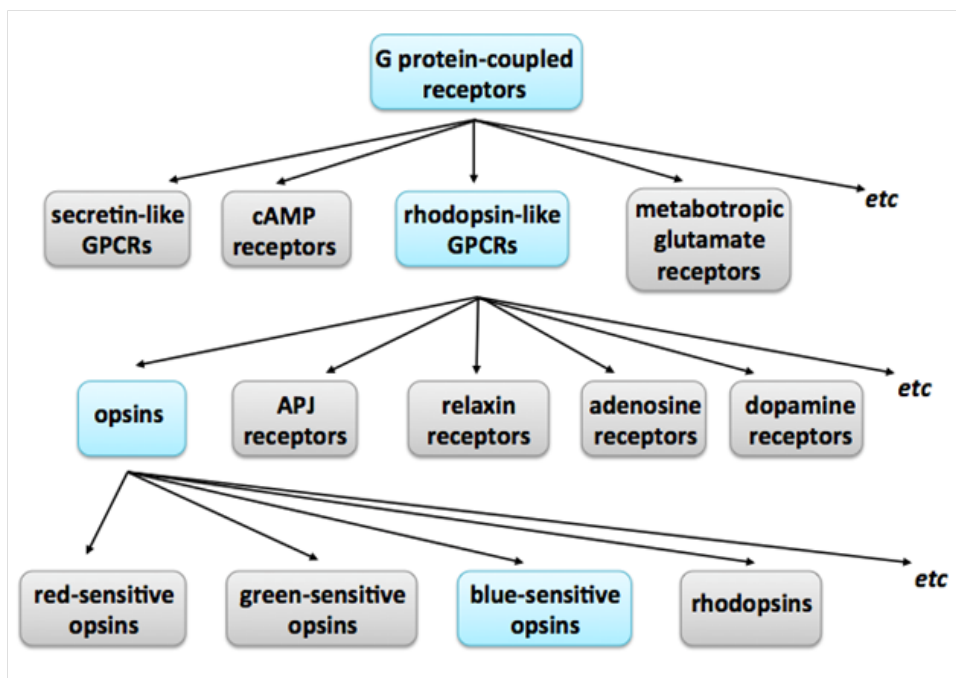 G protein-coupled
receptors
secretin-like
GPCRs
cAMP
receptors
rhodopsin-like
GPCRs
metabotropic
glutamate
receptors
etc
opsins
APJ
receptors
relaxin
receptors
adenosine
receptors
dopamine
receptors
etc
red-sensitive
opsins
green-sensitive
opsins
blue-sensitive
opsins
rhodopsins
etc